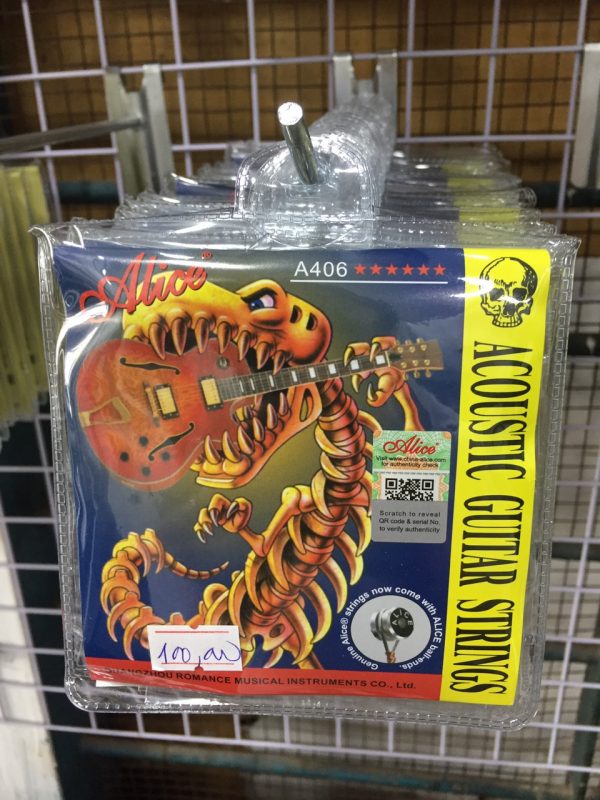 Alice®
A406 ★★★★★★
ACOUSTIC GUITAR STRINGS
Alice®
Visit www.china-alice.com
for authenticity check
Scratch to reveal
QR code & serial No.
to verify authenticity
Genuine Alice® strings now come with ALICE ball-ends.
100,000
GUANGZHOU ROMANCE MUSICAL INSTRUMENTS CO., Ltd.